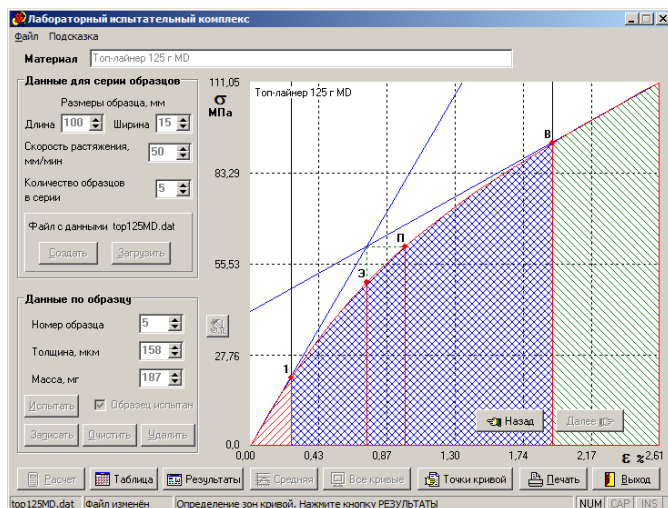 Лабораторный испытательный комплекс
Файл Подсказка
Материал Топ-лайнер 125 г MD
Данные для серии образцов
Размеры образца, мм
Длина 100 Ширина 15
Скорость растяжения, мм/мин 50
Количество образцов в серии 5
Файл с данными top125MD.dat
Создать Загрузить
Данные по образцу
Номер образца 5
Толщина, мкм 158
Масса, мг 187
Испытать Образец испытан
Записать Очистить Удалить
111,05
σ
МПа
83,29
55,53
27,76
0,0
Топ-лайнер 125 г MD
В
П
З
1
Назад Далее
0,00 0,43 0,87 1,30 1,74 2,17 2,61
ε %
Расчет Таблица Результаты Средняя Все кривые Точки кривой Печать Выход
top125MD.dat Файл изменён Определение зон кривой. Нажмите кнопку РЕЗУЛЬТАТЫ NUM CAP INS